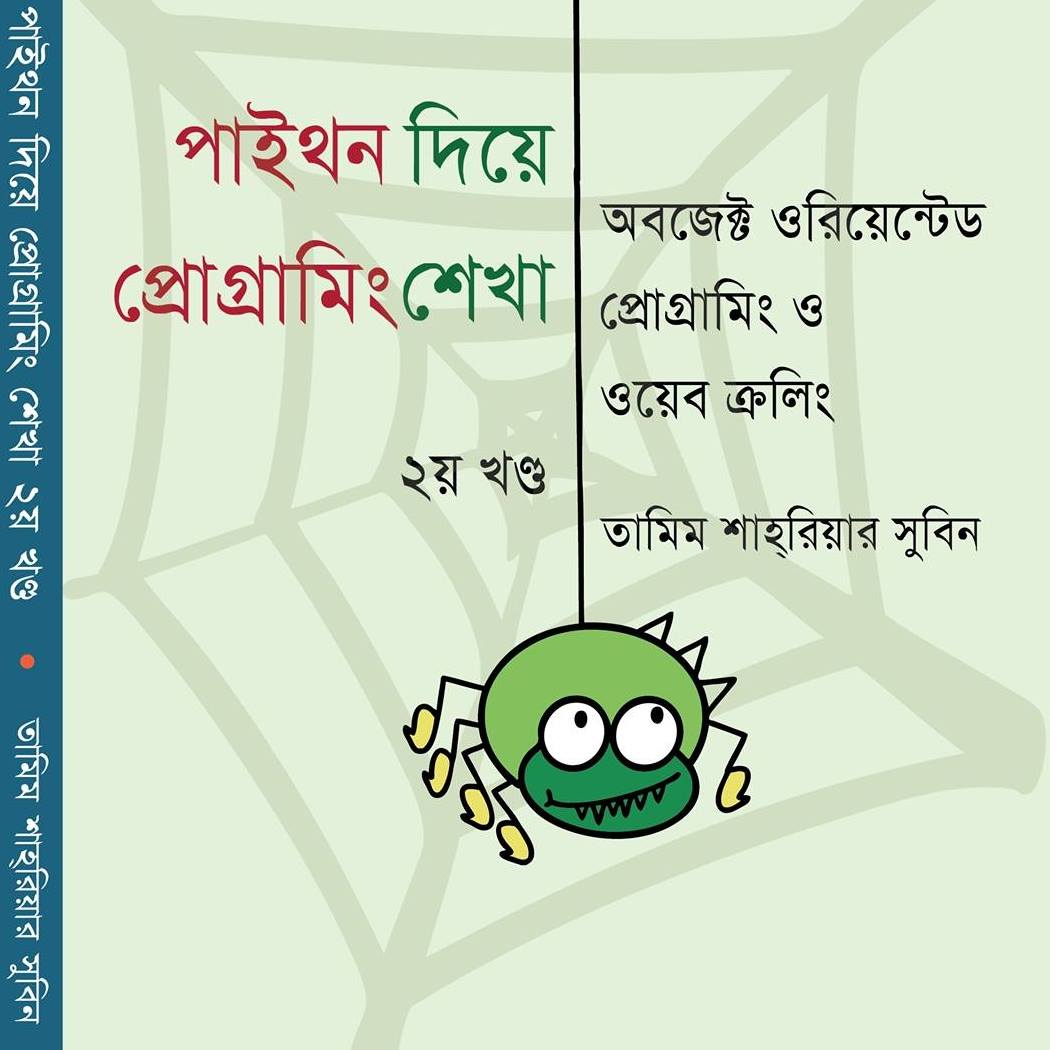 পাইথন দিয়ে প্রোগ্রামিং শেখা ২য় খণ্ড • তামিম শাহ্‌রিয়ার সুবিন
পাইথন দিয়ে
প্রোগ্রামিং শেখা
২য় খণ্ড
অবজেক্ট ওরিয়েন্টেড
প্রোগ্রামিং ও
ওয়েব ক্রলিং
তামিম শাহ্‌রিয়ার সুবিন